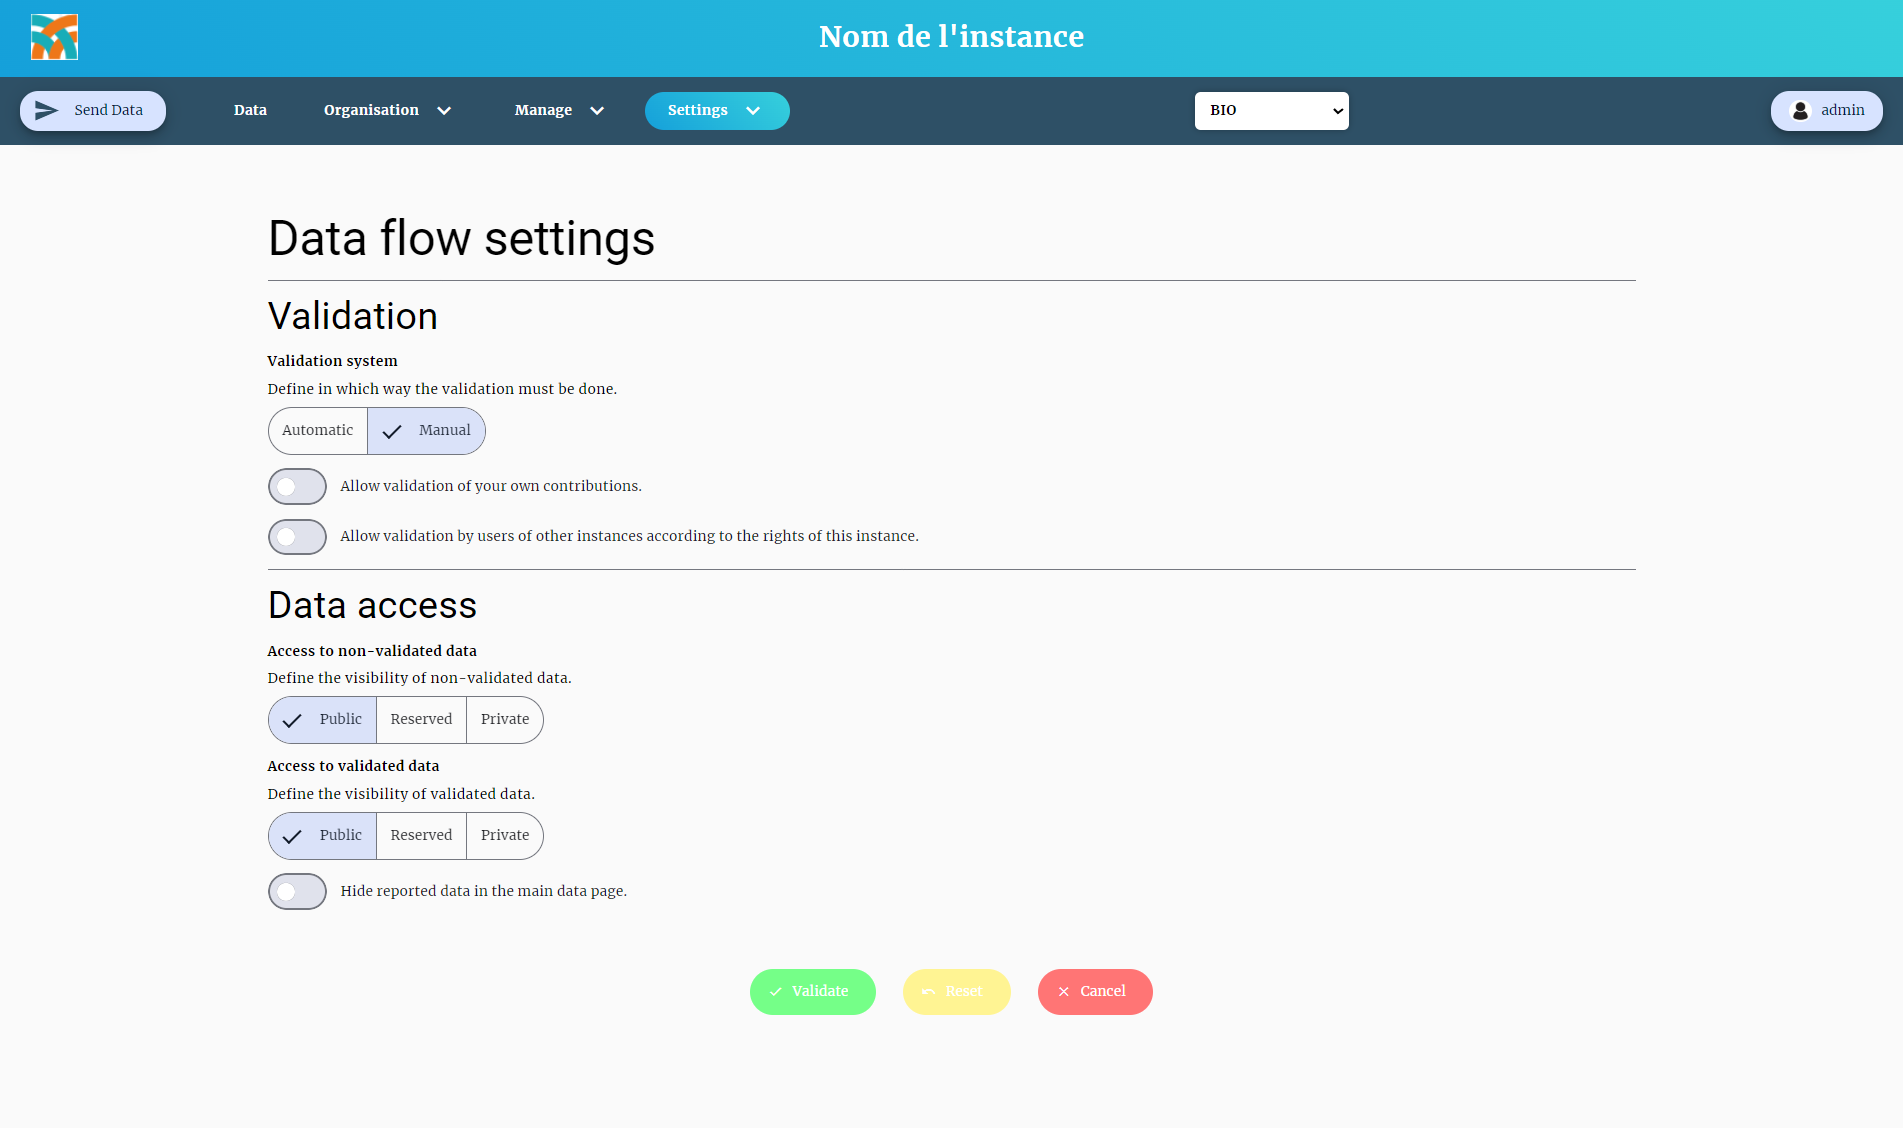 Nom de l'instance
Send Data
Data
Organisation
Manage
Settings
BIO
admin
Data flow settings
Validation
Validation system
Define in which way the validation must be done.
Automatic
Manual
Allow validation of your own contributions.
Allow validation by users of other instances according to the rights of this instance.
Data access
Access to non-validated data
Define the visibility of non-validated data.
Public
Reserved
Private
Access to validated data
Define the visibility of validated data.
Public
Reserved
Private
Hide reported data in the main data page.
Validate
Reset
Cancel